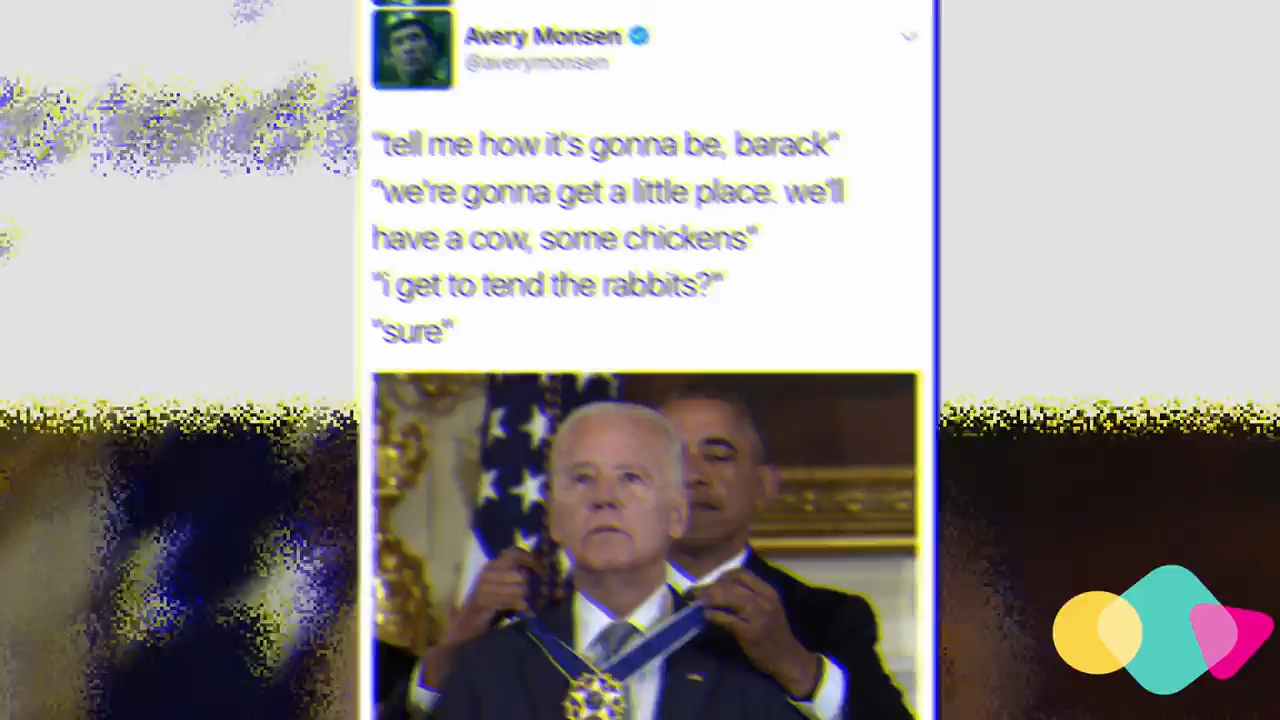 Avery Monsen
@averymonsen
"tell me how it's gonna be, barack"
"we're gonna get a little place. we'll
have a cow, some chickens"
"i get to tend the rabbits?"
"sure"